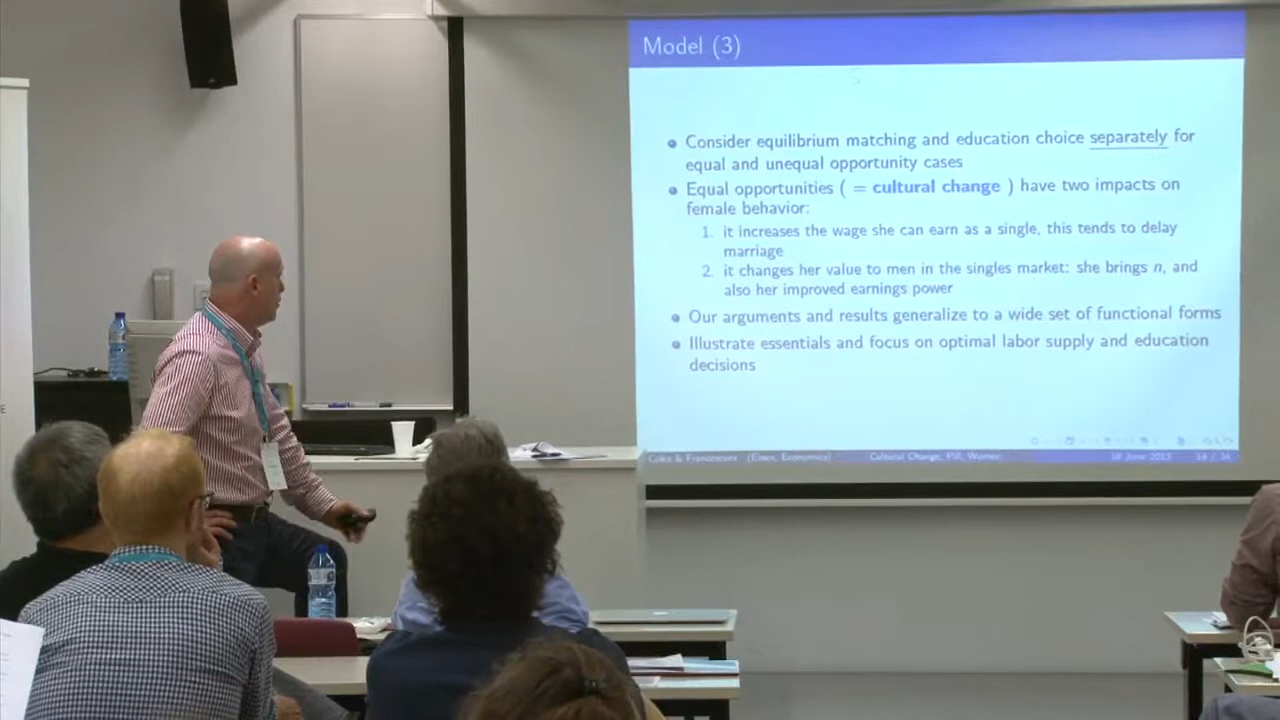 Model (3)
Consider equilibrium matching and education choice separately for
equal and unequal opportunity cases
Equal opportunities ( = cultural change ) have two impacts on
female behavior:
1. it increases the wage she can earn as a single, this tends to delay
marriage
2. it changes her value to men in the singles market: she brings n, and
also her improved earnings power
Our arguments and results generalize to a wide set of functional forms
Illustrate essentials and focus on optimal labor supply and education
decisions
Coles & Francesconi (Essex, Economics) Cultural Change, Pill, Women 18 June 2013 14 / 34
E